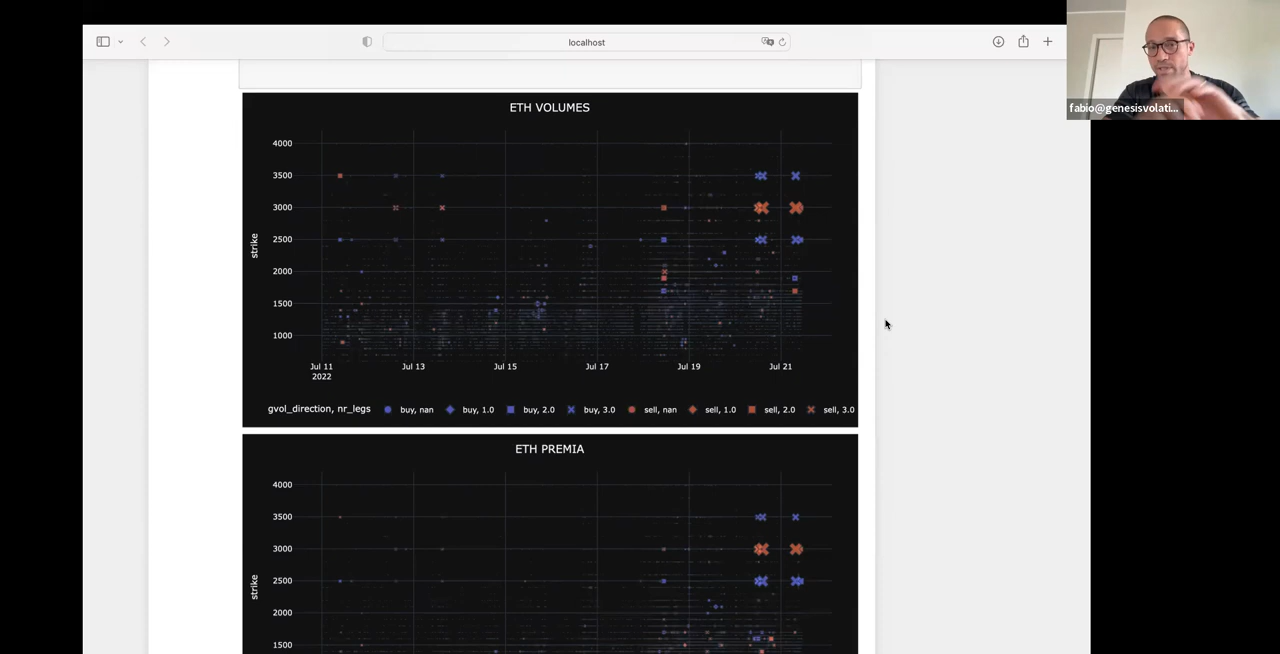 localhost
fabio@genesisvolati...
ETH VOLUMES
4000
3500
3000
2500
2000
1500
1000
strike
Jul 11
2022
Jul 13
Jul 15
Jul 17
Jul 19
Jul 21
gvol_direction, nr_legs
buy, nan
buy, 1.0
buy, 2.0
buy, 3.0
sell, nan
sell, 1.0
sell, 2.0
sell, 3.0
ETH PREMIA
4000
3500
3000
2500
2000
1500
strike